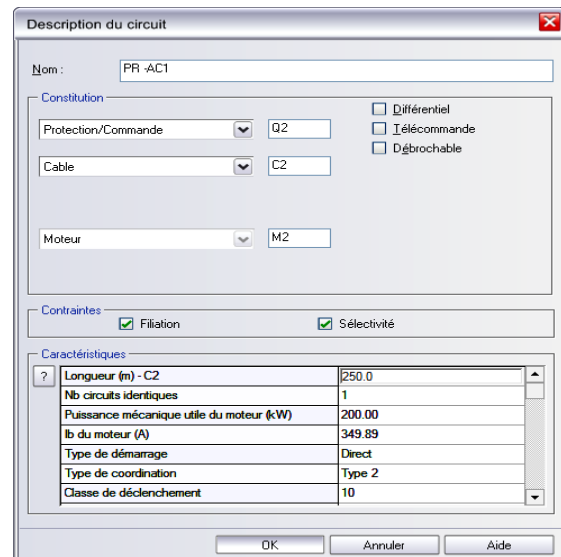 Description du circuit
Nom : PR -AC1
Constitution
Différentiel
Protection/Commande Q2
Télécommande
Débrochable
Cable C2
Moteur M2
Contraintes
Filiation Sélectivité
Caractéristiques
? Longueur (m) - C2 250.0
Nb circuits identiques 1
Puissance mécanique utile du moteur (kW) 200.00
Ib du moteur (A) 349.89
Type de démarrage Direct
Type de coordination Type 2
Classe de déclenchement 10
OK Annuler Aide